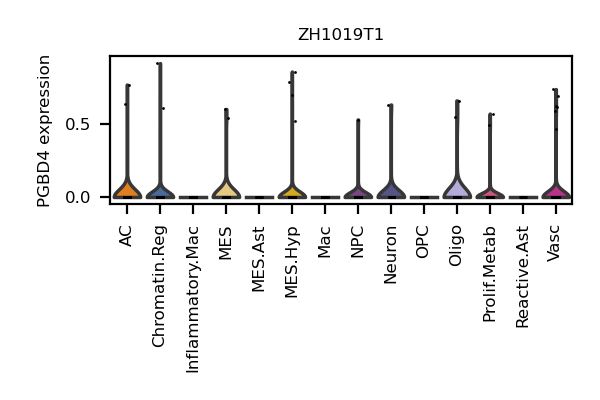 ZH1019T1
PGBD4 expression
0.5
0.0
AC
Chromatin.Reg
Inflammatory.Mac
MES
MES.Ast
MES.Hyp
Mac
NPC
Neuron
OPC
Oligo
Prolif.Metab
Reactive.Ast
Vasc